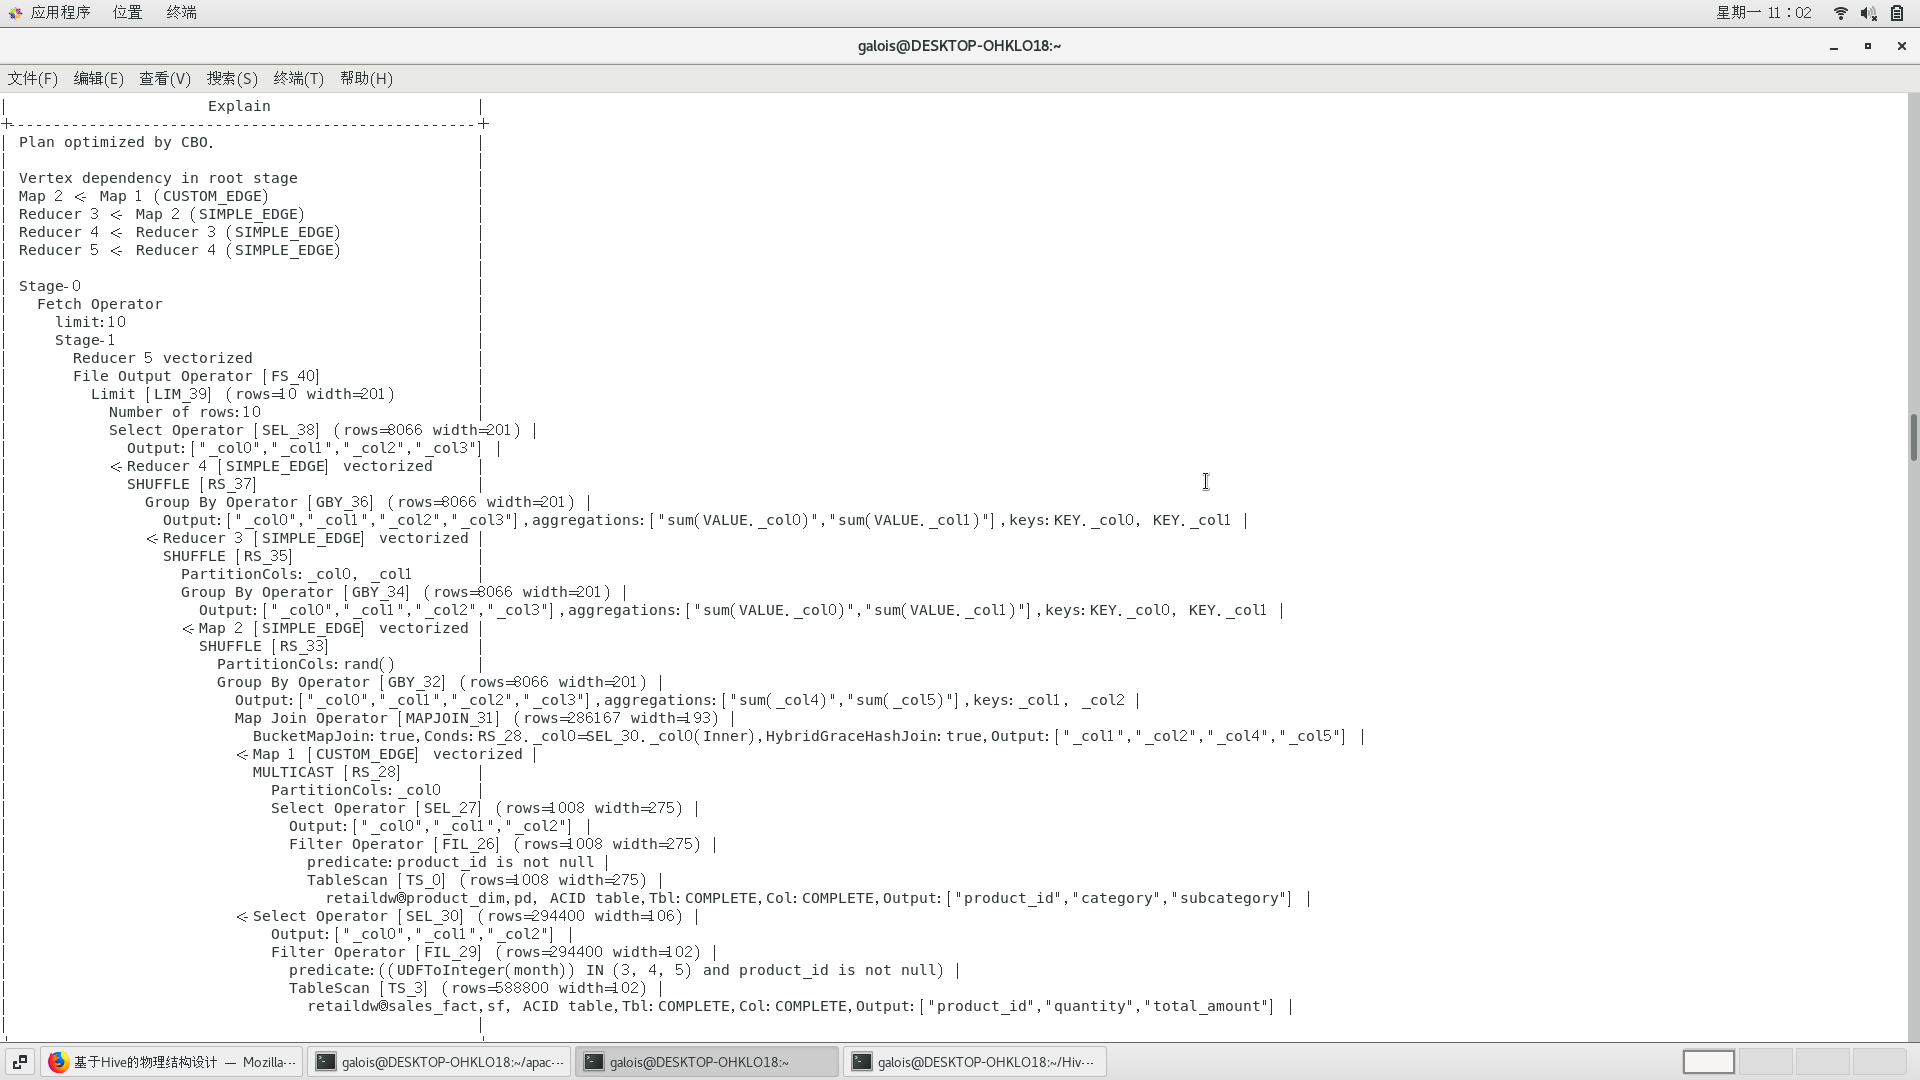 应用程序 位置 终端 星期一 11：02
galois@DESKTOP-OHKLO18:~
文件(F) 编辑(E) 查看(V) 搜索(S) 终端(T) 帮助(H)
| Explain |
+----------------------------------------------------+
| Plan optimized by CBO. |
| |
| Vertex dependency in root stage |
| Map 2 <- Map 1 (CUSTOM_EDGE) |
| Reducer 3 <- Map 2 (SIMPLE_EDGE) |
| Reducer 4 <- Reducer 3 (SIMPLE_EDGE) |
| Reducer 5 <- Reducer 4 (SIMPLE_EDGE) |
| |
| Stage-0 |
| Fetch Operator |
| limit:10 |
| Stage-1 |
| Reducer 5 vectorized |
| File Output Operator [FS_40] |
| Limit [LIM_39] (rows=10 width=201) |
| Number of rows:10 |
| Select Operator [SEL_38] (rows=8066 width=201) |
| Output:["_col0","_col1","_col2","_col3"] |
| <-Reducer 4 [SIMPLE_EDGE] vectorized |
| SHUFFLE [RS_37] |
| Group By Operator [GBY_36] (rows=8066 width=201) |
| Output:["_col0","_col1","_col2","_col3"],aggregations:["sum(VALUE._col0)","sum(VALUE._col1)"],keys:KEY._col0, KEY._col1 |
| <-Reducer 3 [SIMPLE_EDGE] vectorized |
| SHUFFLE [RS_35] |
| PartitionCols:_col0, _col1 |
| Group By Operator [GBY_34] (rows=8066 width=201) |
| Output:["_col0","_col1","_col2","_col3"],aggregations:["sum(VALUE._col0)","sum(VALUE._col1)"],keys:KEY._col0, KEY._col1 |
| <-Map 2 [SIMPLE_EDGE] vectorized |
| SHUFFLE [RS_33] |
| PartitionCols:rand() |
| Group By Operator [GBY_32] (rows=8066 width=201) |
| Output:["_col0","_col1","_col2","_col3"],aggregations:["sum(_col4)","sum(_col5)"],keys:_col1, _col2 |
| Map Join Operator [MAPJOIN_31] (rows=286167 width=193) |
| BucketMapJoin:true,Conds:RS_28._col0=SEL_30._col0(Inner),HybridGraceHashJoin:true,Output:["_col1","_col2","_col4","_col5"] |
| <-Map 1 [CUSTOM_EDGE] vectorized |
| MULTICAST [RS_28] |
| PartitionCols:_col0 |
| Select Operator [SEL_27] (rows=1008 width=275) |
| Output:["_col0","_col1","_col2"] |
| Filter Operator [FIL_26] (rows=1008 width=275) |
| predicate:product_id is not null |
| TableScan [TS_0] (rows=1008 width=275) |
| retaildw@product_dim,pd, ACID table,Tbl:COMPLETE,Col:COMPLETE,Output:["product_id","category","subcategory"] |
| <-Select Operator [SEL_30] (rows=294400 width=106) |
| Output:["_col0","_col1","_col2"] |
| Filter Operator [FIL_29] (rows=294400 width=102) |
| predicate:((UDFToInteger(month)) IN (3, 4, 5) and product_id is not null) |
| TableScan [TS_3] (rows=588800 width=102) |
| retaildw@sales_fact,sf, ACID table,Tbl:COMPLETE,Col:COMPLETE,Output:["product_id","quantity","total_amount"] |
| |
基于Hive的物理结构设计 — Mozilla··· galois@DESKTOP-OHKLO18:~/apac··· galois@DESKTOP-OHKLO18:~ galois@DESKTOP-OHKLO18:~/Hiv···